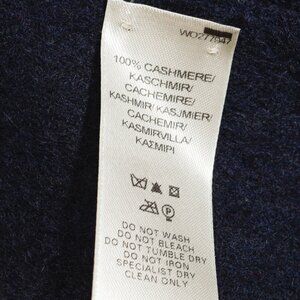 100% CASHMERE/
KASCHMIR/
CACHEMIRE/
KASHMIR/ KASJMIER/
CACHEMIR/
KASMIRVILLA/
ΚΑΣΜΙΡΙ
P
DO NOT WASH
DO NOT BLEACH
DO NOT TUMBLE DRY
DO NOT IRON
SPECIALIST DRY
CLEAN ONLY